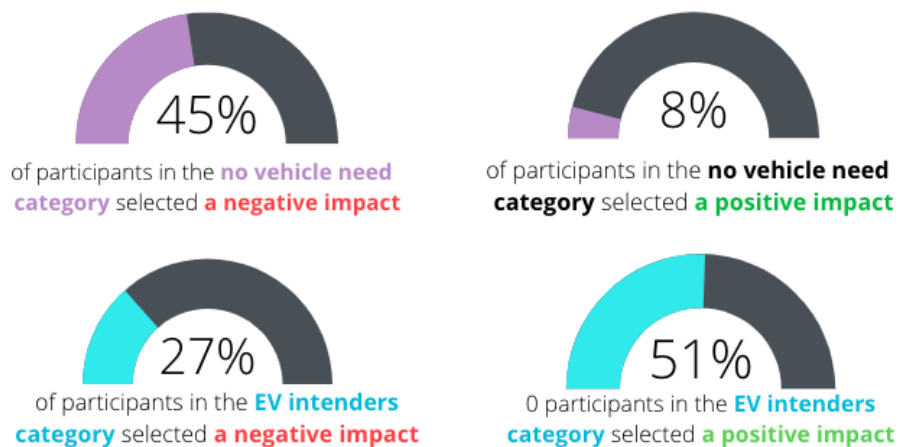 45%
of participants in the no vehicle need
category selected a negative impact
8%
of participants in the no vehicle need
category selected a positive impact
27%
of participants in the EV intenders
category selected a negative impact
51%
0 participants in the EV intenders
category selected a positive impact